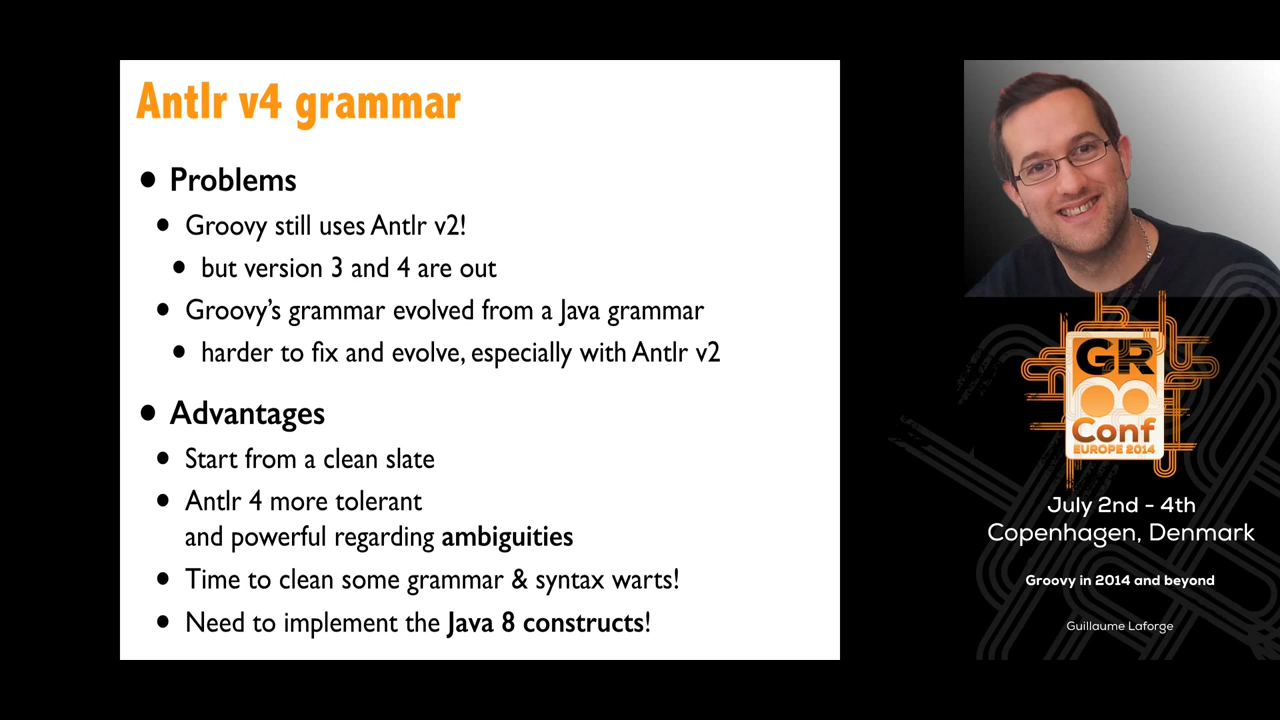 Antlr v4 grammar
• Problems
• Groovy still uses Antlr v2!
• but version 3 and 4 are out
• Groovy’s grammar evolved from a Java grammar
• harder to fix and evolve, especially with Antlr v2
• Advantages
• Start from a clean slate
• Antlr 4 more tolerant
and powerful regarding ambiguities
• Time to clean some grammar & syntax warts!
• Need to implement the Java 8 constructs!
GR
Conf
EUROPE 2014
July 2nd - 4th
Copenhagen, Denmark
Groovy in 2014 and beyond
Guillaume Laforge